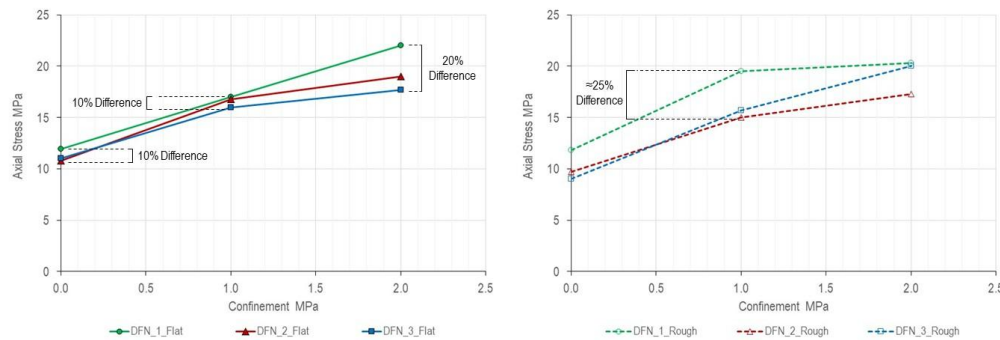 25
20
15
10
5
0
Axial Stress MPa
10% Difference
10% Difference
20%
Difference
0.0 0.5 1.0 1.5 2.0 2.5
Confinement MPa
DFN_1_Flat DFN_2_Flat DFN_3_Flat
25
20
15
10
5
0
Axial Stress MPa
≈25%
Difference
0.0 0.5 1.0 1.5 2.0 2.5
Confinement MPa
DFN_1_Rough DFN_2_Rough DFN_3_Rough